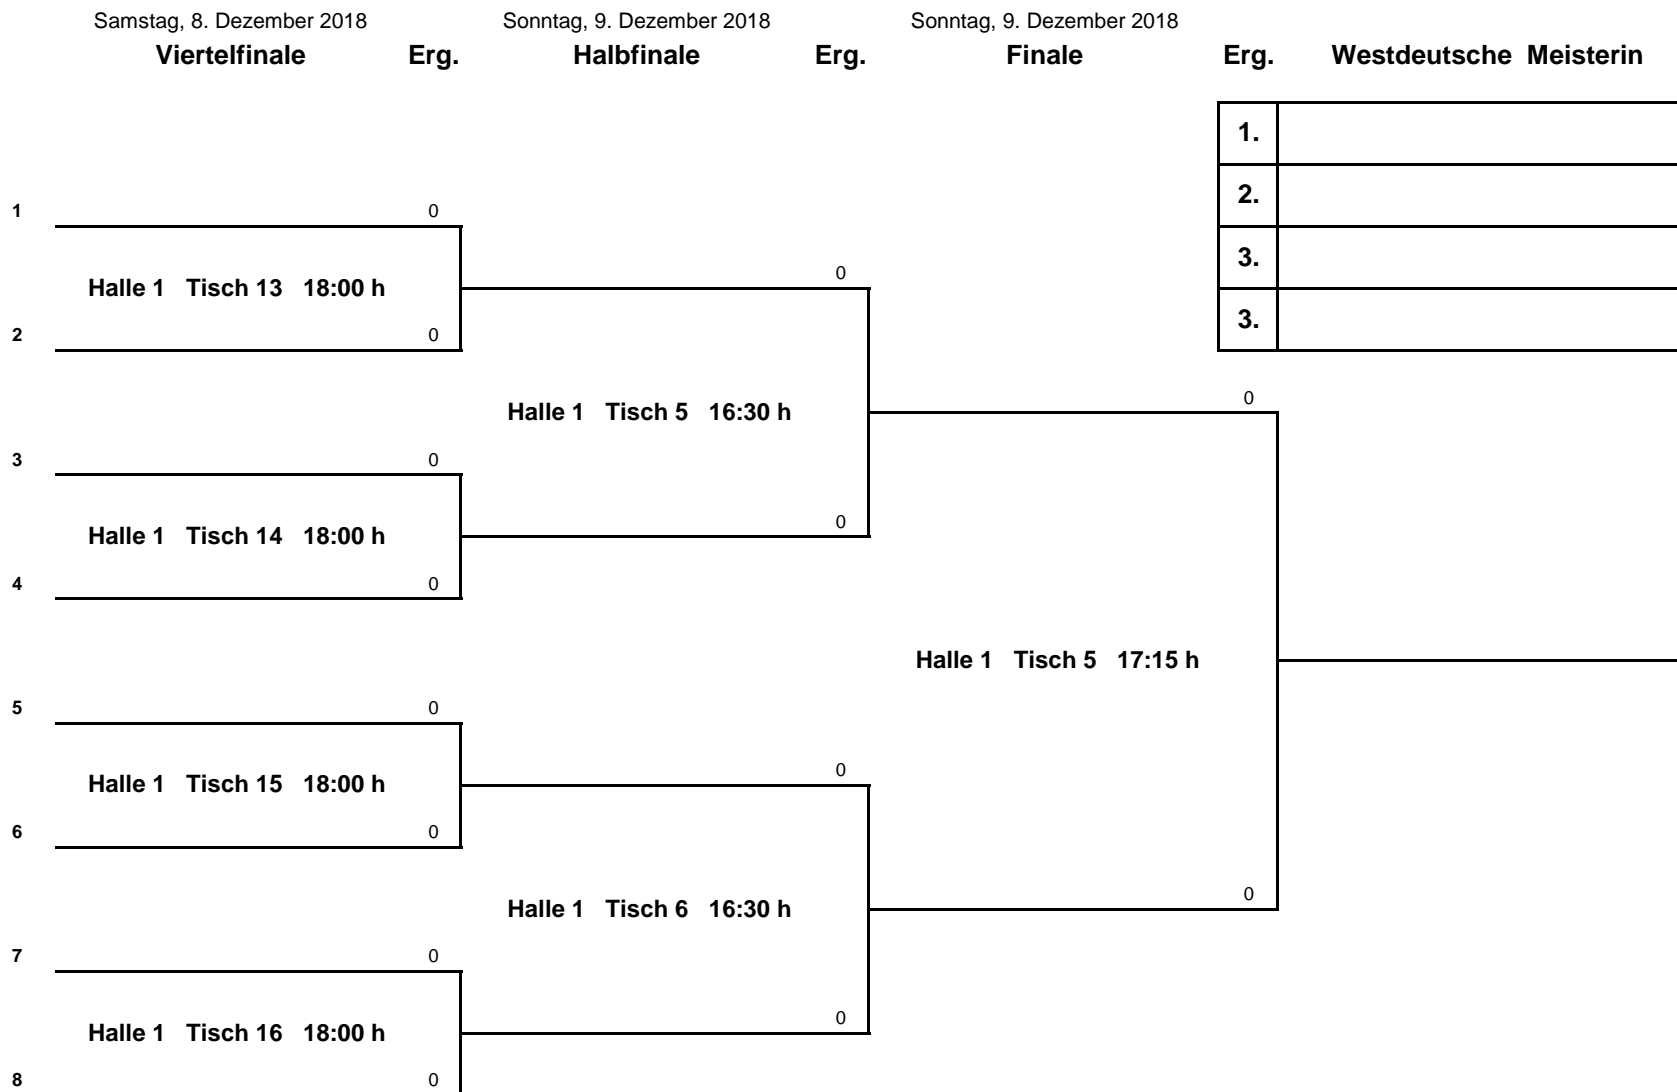 Samstag, 8. Dezember 2018 Sonntag, 9. Dezember 2018 Sonntag, 9. Dezember 2018
Viertelfinale Erg. Halbfinale Erg. Finale Erg. Westdeutsche Meisterin
1.
2.
1 0
3.
0
Halle 1 Tisch 13 18:00 h
3.
2 0
0
Halle 1 Tisch 5 16:30 h
3 0
0
Halle 1 Tisch 14 18:00 h
4 0
Halle 1 Tisch 5 17:15 h
5 0
0
Halle 1 Tisch 15 18:00 h
6 0
0
Halle 1 Tisch 6 16:30 h
7 0
0
Halle 1 Tisch 16 18:00 h
8 0